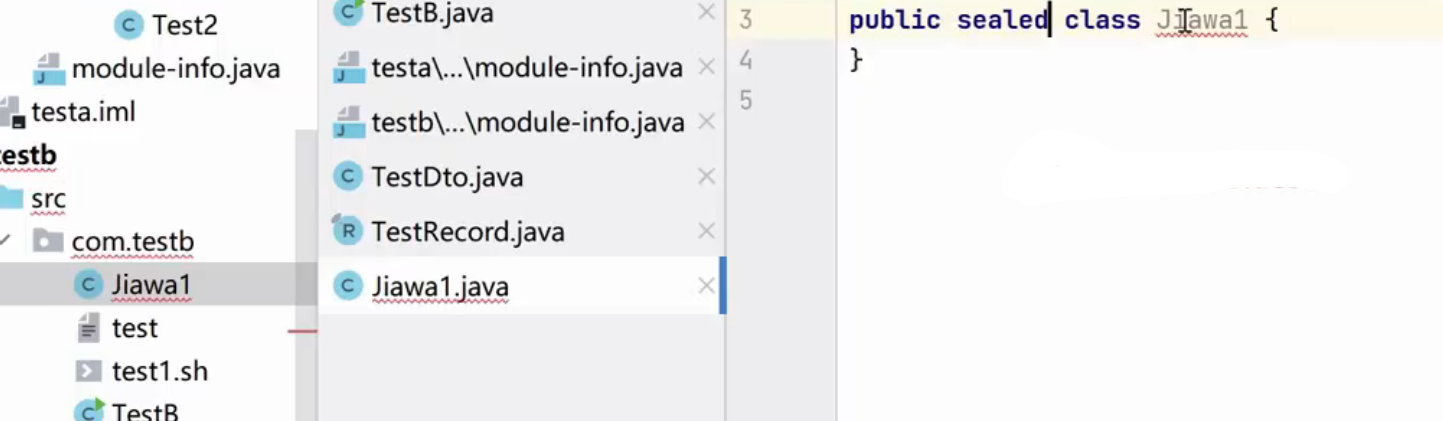 Test2
module-info.java
testa.iml
estb
src
com.testb
Jiawa1
test
test1.sh
TestB
TestB.java
testa\...\module-info.java
testb\...\module-info.java
TestDto.java
TestRecord.java
Jiawa1.java
3 public sealed class Jiawa1 {
4 }
5